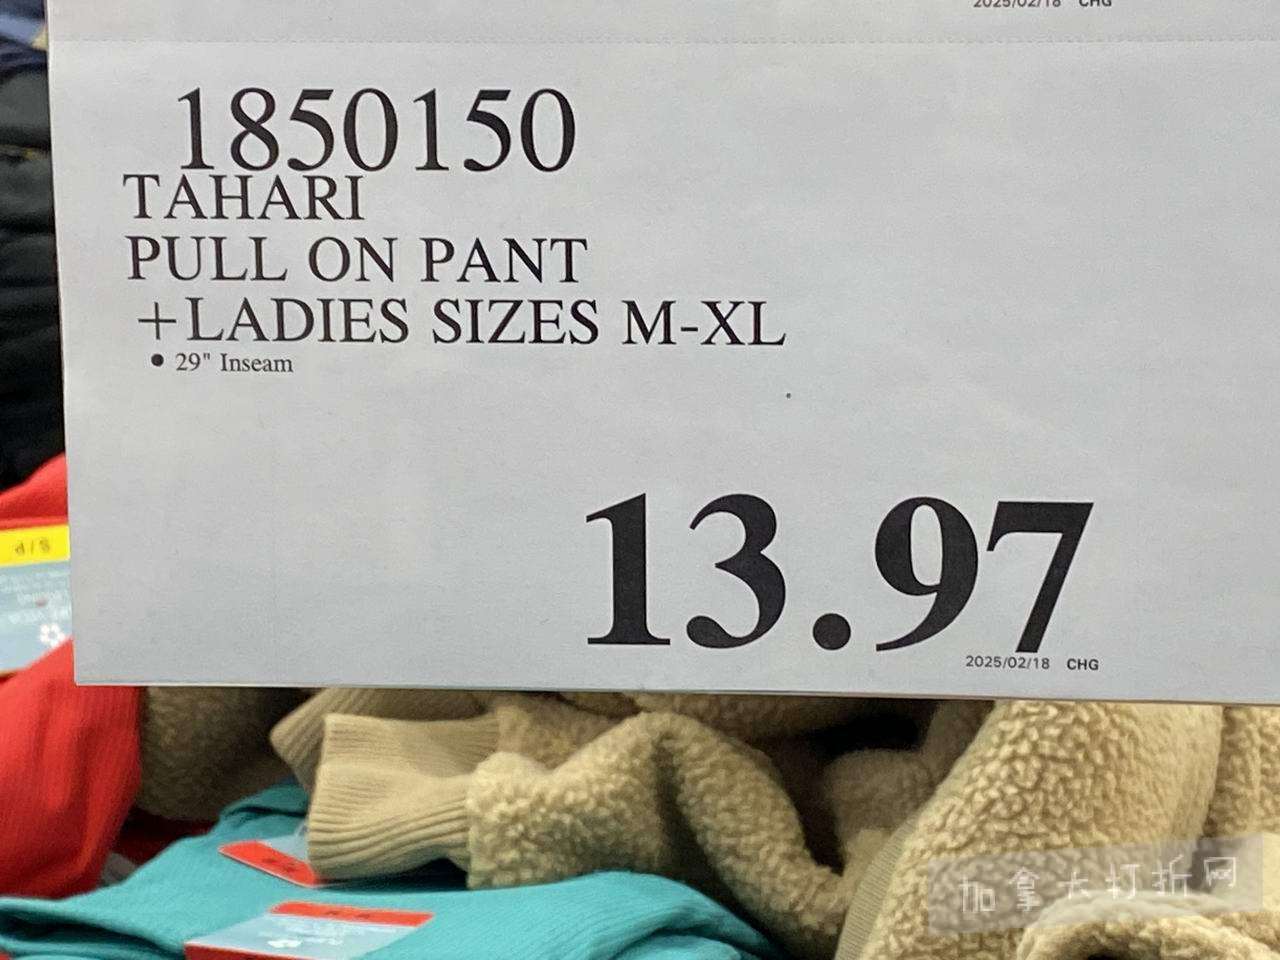 2025/02/18 CHG
1850150
TAHARI
PULL ON PANT
+LADIES SIZES M-XL
• 29" Inseam
13.97
2025/02/18 CHG
加拿大打折网